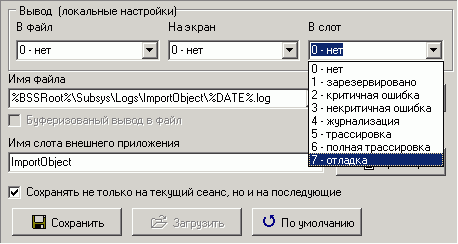 Вывод (локальные настройки)
В файл На экран В слот
0 - нет 0 - нет 0 - нет
0 - нет
1 - зарезервировано
2 - критичная ошибка
3 - некритичная ошибка
4 - журнализация
5 - трассировка
6 - полная трассировка
7 - отладка
Имя файла
%BSSRoot%\Subsys\Logs\ImportObject\%DATE%.log
Буферизованый вывод в файл
Имя слота внешнего приложения
ImportObject
Сохранять не только на текущий сеанс, но и на последующие
Сохранить Загрузить По умолчанию